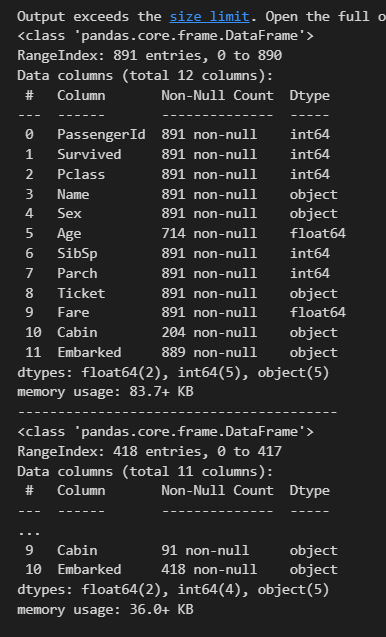 Output exceeds the size limit. Open the full o
<class 'pandas.core.frame.DataFrame'>
RangeIndex: 891 entries, 0 to 890
Data columns (total 12 columns):
 #   Column       Non-Null Count  Dtype
---  ------       --------------  -----
 0   PassengerId  891 non-null    int64
 1   Survived     891 non-null    int64
 2   Pclass       891 non-null    int64
 3   Name         891 non-null    object
 4   Sex          891 non-null    object
 5   Age          714 non-null    float64
 6   SibSp        891 non-null    int64
 7   Parch        891 non-null    int64
 8   Ticket       891 non-null    object
 9   Fare         891 non-null    float64
 10  Cabin        204 non-null    object
 11  Embarked     889 non-null    object
dtypes: float64(2), int64(5), object(5)
memory usage: 83.7+ KB
----------------------------------------
<class 'pandas.core.frame.DataFrame'>
RangeIndex: 418 entries, 0 to 417
Data columns (total 11 columns):
 #   Column       Non-Null Count  Dtype
---  ------       --------------  -----
...
 9   Cabin        91 non-null     object
 10  Embarked     418 non-null    object
dtypes: float64(2), int64(4), object(5)
memory usage: 36.0+ KB